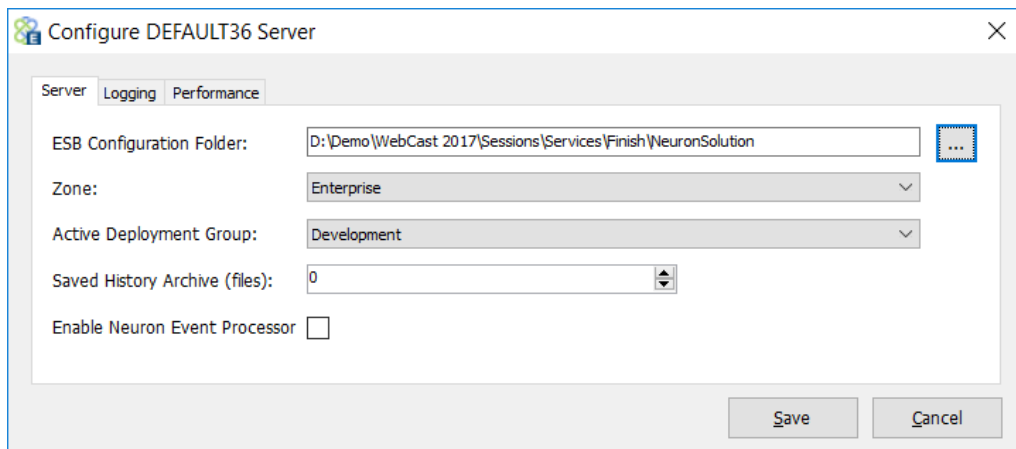 Configure DEFAULT36 Server
Server Logging Performance
ESB Configuration Folder: D:\Demo\WebCast 2017\Sessions\Services\Finish\NeuronSolution ...
Zone: Enterprise
Active Deployment Group: Development
Saved History Archive (files): 0
Enable Neuron Event Processor
Save Cancel